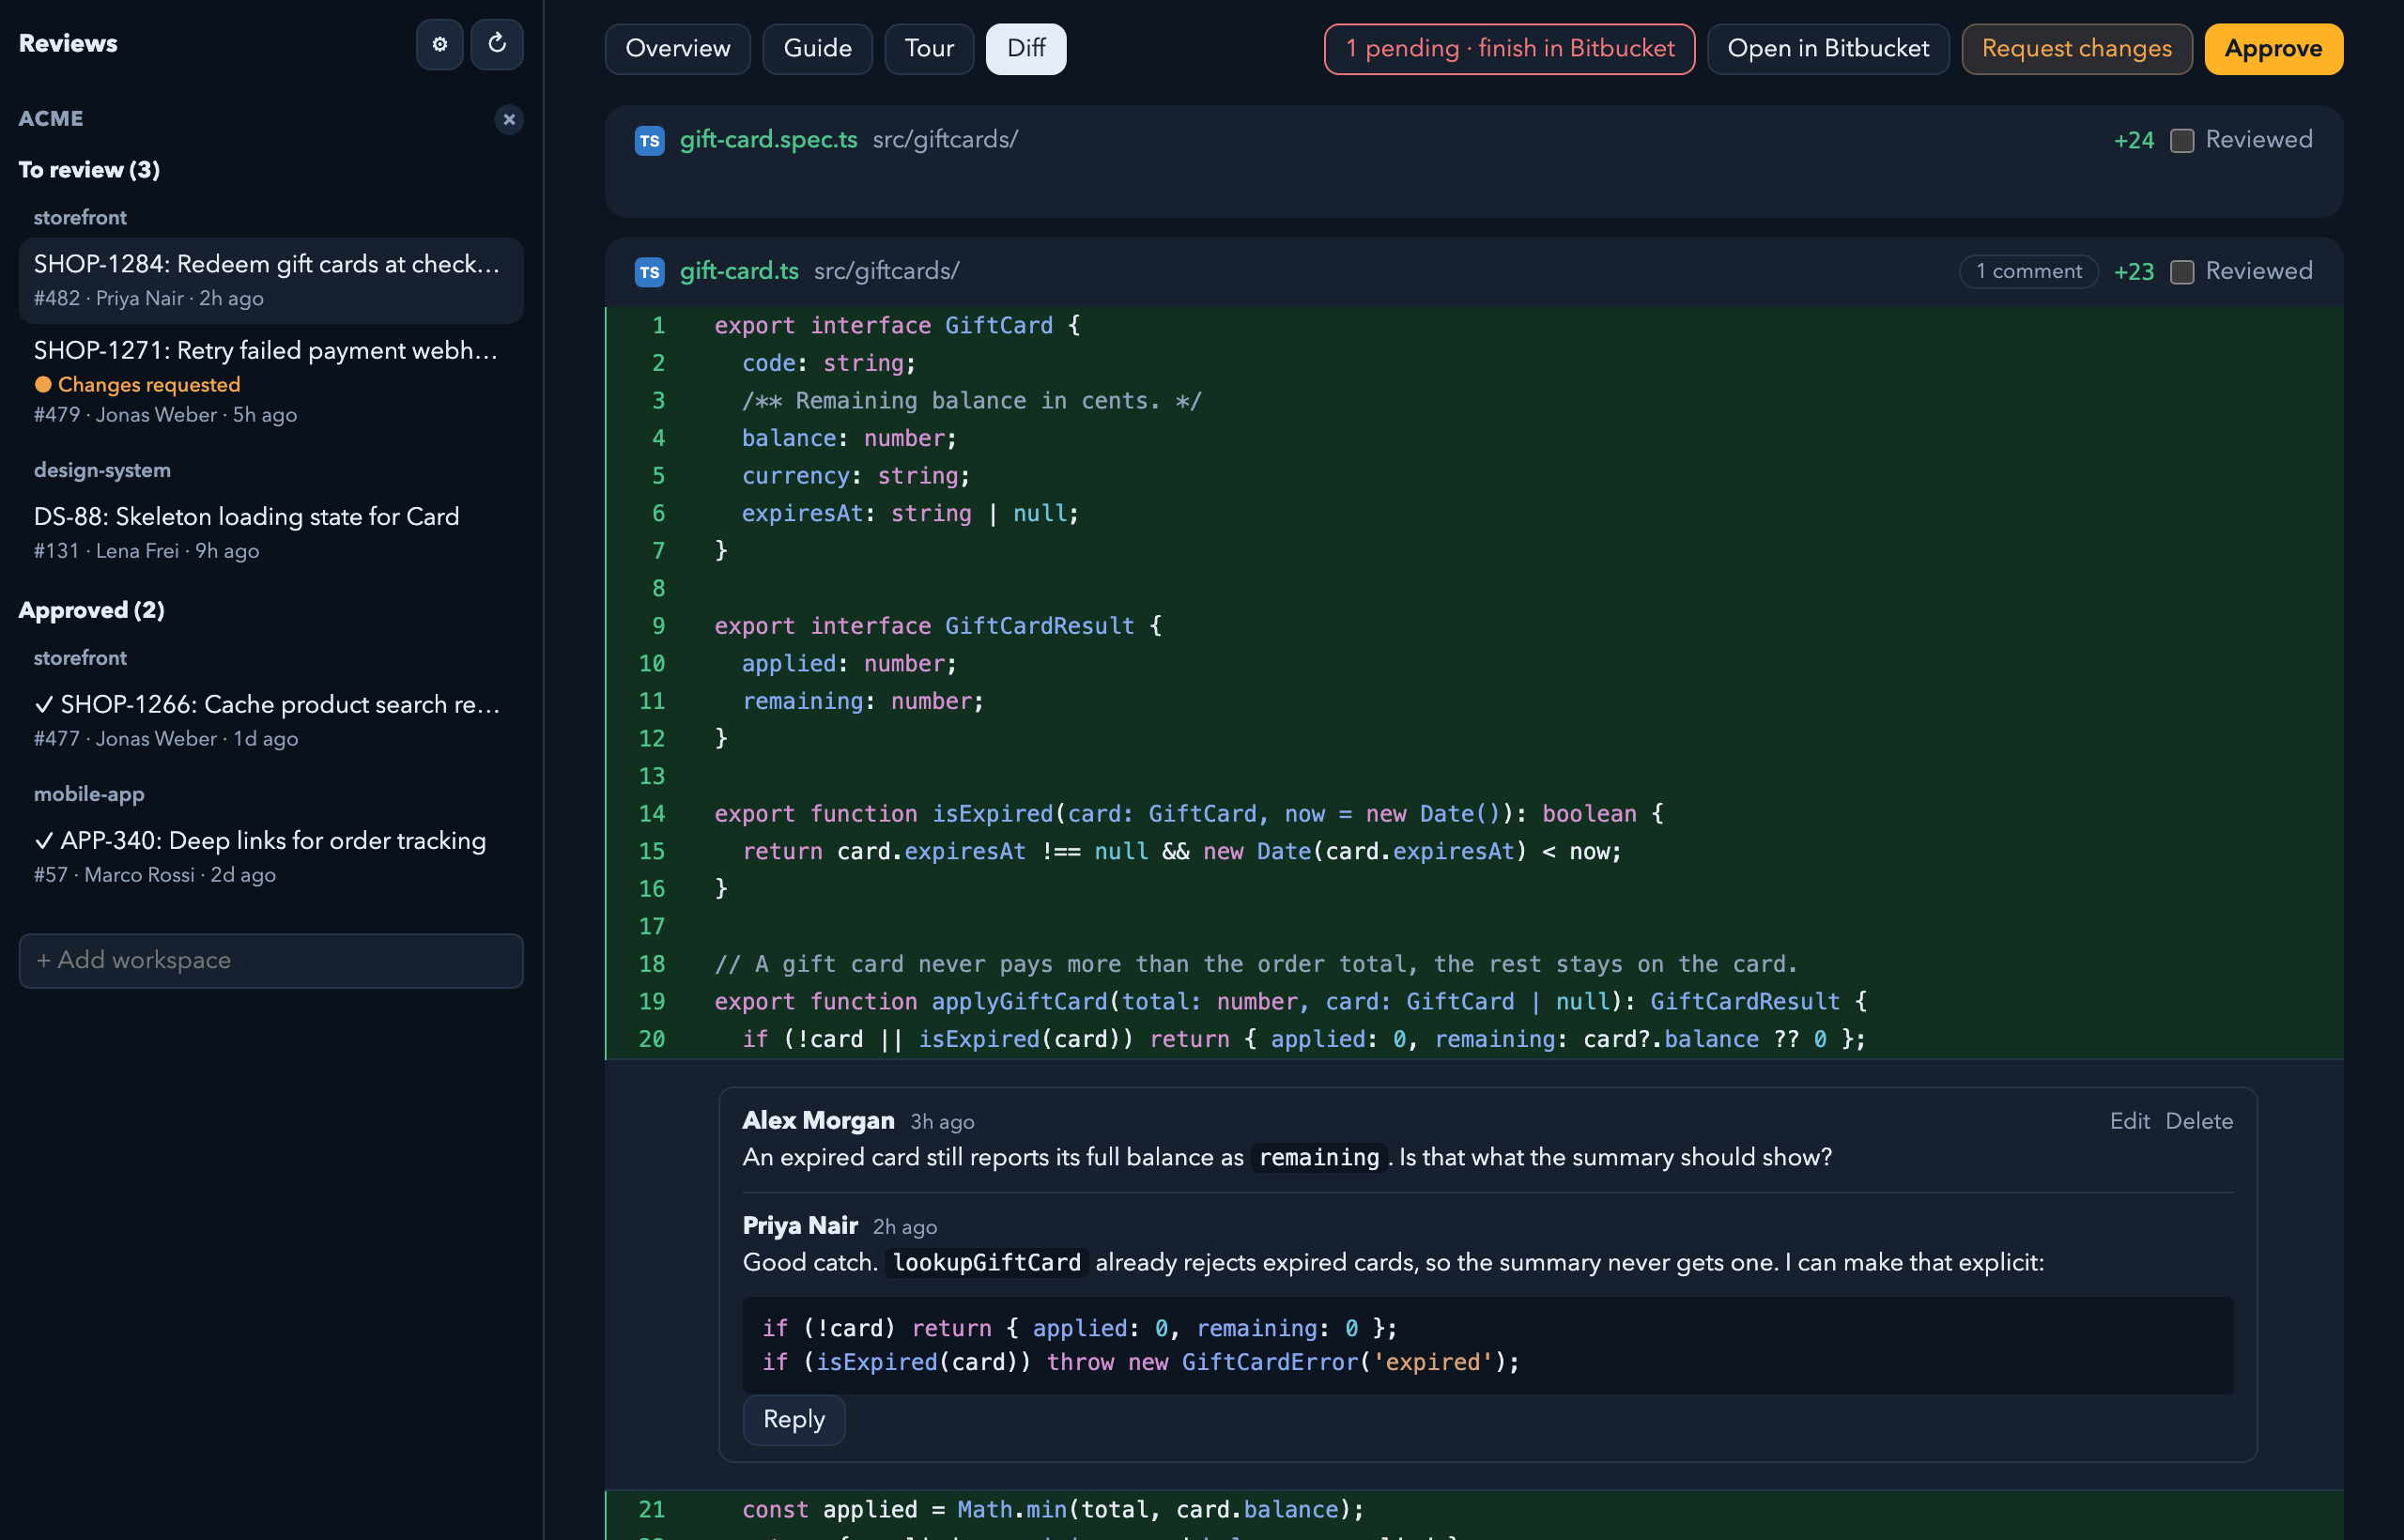 Reviews
ACME
To review (3)
storefront
SHOP-1284: Redeem gift cards at check…
#482 · Priya Nair · 2h ago
SHOP-1271: Retry failed payment webh…
Changes requested
#479 · Jonas Weber · 5h ago
design-system
DS-88: Skeleton loading state for Card
#131 · Lena Frei · 9h ago
Approved (2)
storefront
✓ SHOP-1266: Cache product search re…
#477 · Jonas Weber · 1d ago
mobile-app
✓ APP-340: Deep links for order tracking
#57 · Marco Rossi · 2d ago
+ Add workspace
Overview Guide Tour Diff 1 pending · finish in Bitbucket Open in Bitbucket Request changes Approve
TS gift-card.spec.ts src/giftcards/ +24 Reviewed
TS gift-card.ts src/giftcards/ 1 comment +23 Reviewed
1 export interface GiftCard {
2 code: string;
3 /** Remaining balance in cents. */
4 balance: number;
5 currency: string;
6 expiresAt: string | null;
7 }
8
9 export interface GiftCardResult {
10 applied: number;
11 remaining: number;
12 }
13
14 export function isExpired(card: GiftCard, now = new Date()): boolean {
15 return card.expiresAt !== null && new Date(card.expiresAt) < now;
16 }
17
18 // A gift card never pays more than the order total, the rest stays on the card.
19 export function applyGiftCard(total: number, card: GiftCard | null): GiftCardResult {
20 if (!card || isExpired(card)) return { applied: 0, remaining: card?.balance ?? 0 };
Alex Morgan 3h ago Edit Delete
An expired card still reports its full balance as remaining. Is that what the summary should show?
Priya Nair 2h ago
Good catch. lookupGiftCard already rejects expired cards, so the summary never gets one. I can make that explicit:
if (!card) return { applied: 0, remaining: 0 };
if (isExpired(card)) throw new GiftCardError('expired');
Reply
21 const applied = Math.min(total, card.balance);